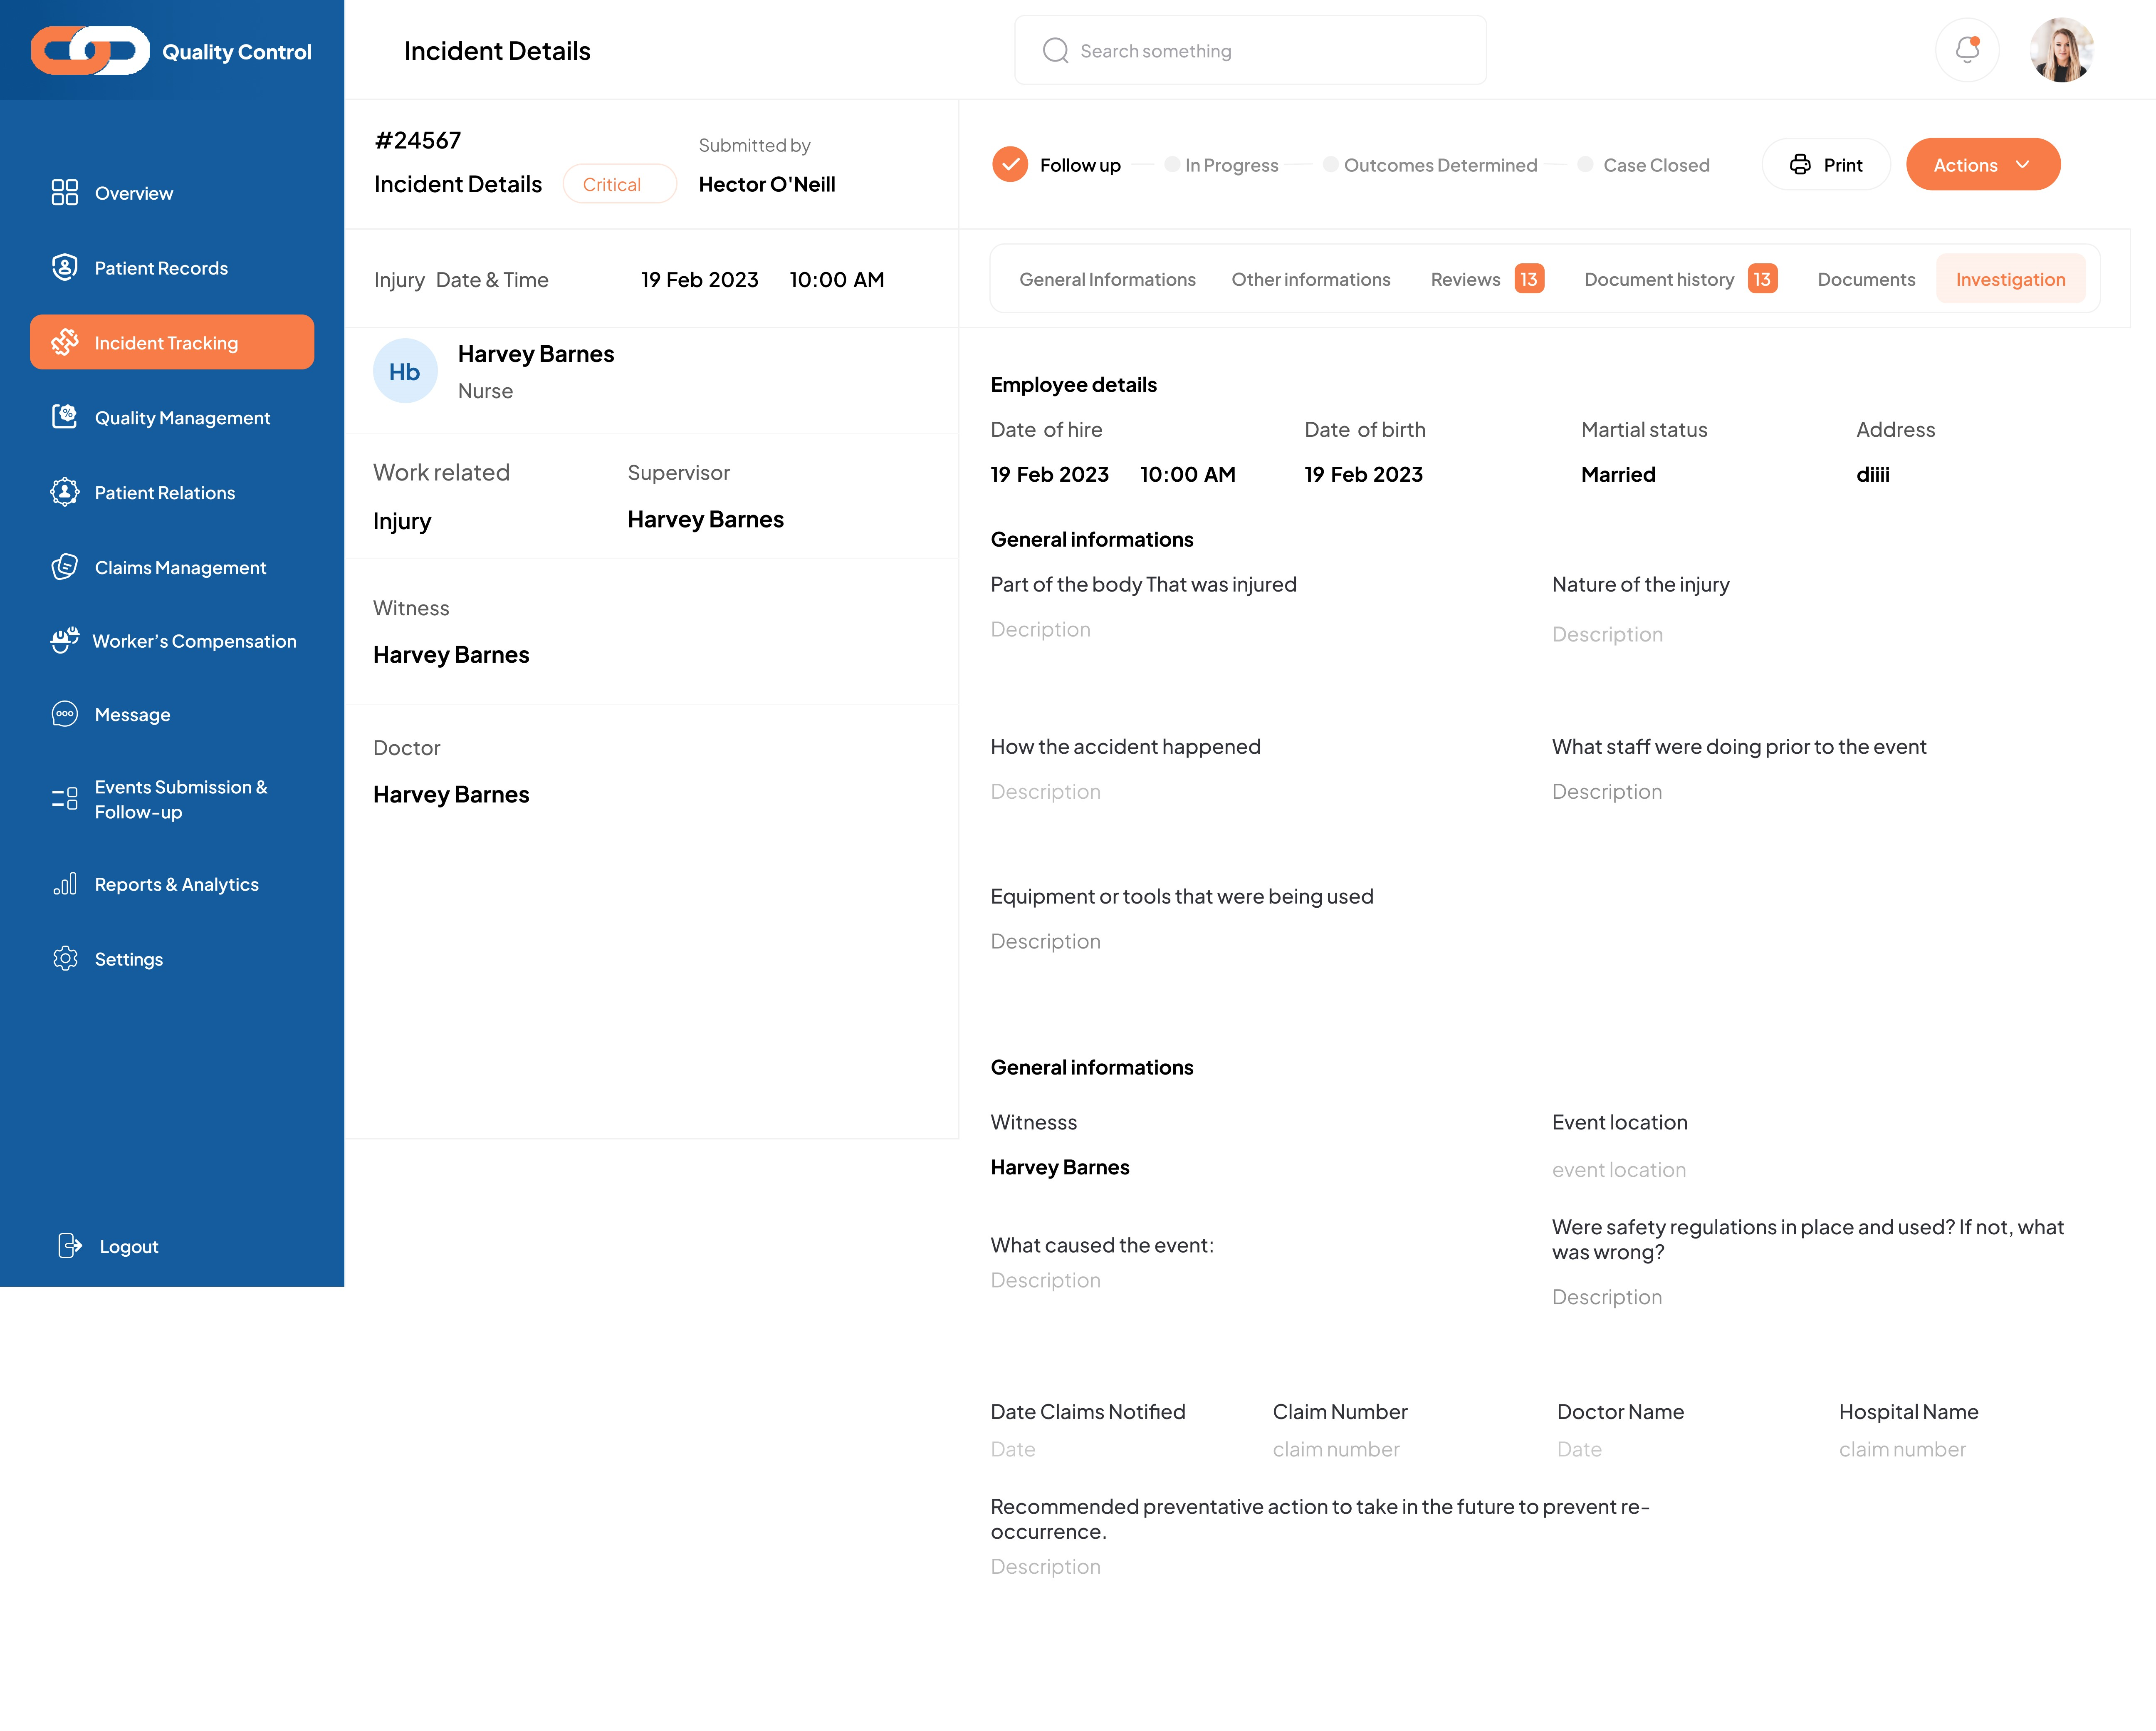 Quality Control
Incident Details
Search something
Overview
Patient Records
Incident Tracking
Quality Management
Patient Relations
Claims Management
Worker’s Compensation
Message
Events Submission &
Follow-up
Reports & Analytics
Settings
Logout
#24567
Incident Details
Critical
Submitted by
Hector O'Neill
Follow up
In Progress
Outcomes Determined
Case Closed
Print
Actions
Injury Date & Time
19 Feb 2023 10:00 AM
General Informations
Other informations
Reviews 13
Document history 13
Documents
Investigation
Hb
Harvey Barnes
Nurse
Work related
Injury
Supervisor
Harvey Barnes
Witness
Harvey Barnes
Doctor
Harvey Barnes
Employee details
Date of hire
19 Feb 2023 10:00 AM
Date of birth
19 Feb 2023
Martial status
Married
Address
diiii
General informations
Part of the body That was injured
Decription
Nature of the injury
Description
How the accident happened
Description
What staff were doing prior to the event
Description
Equipment or tools that were being used
Description
General informations
Witnesss
Harvey Barnes
Event location
event location
What caused the event:
Description
Were safety regulations in place and used? If not, what
was wrong?
Description
Date Claims Notified
Date
Claim Number
claim number
Doctor Name
Date
Hospital Name
claim number
Recommended preventative action to take in the future to prevent re-
occurrence.
Description